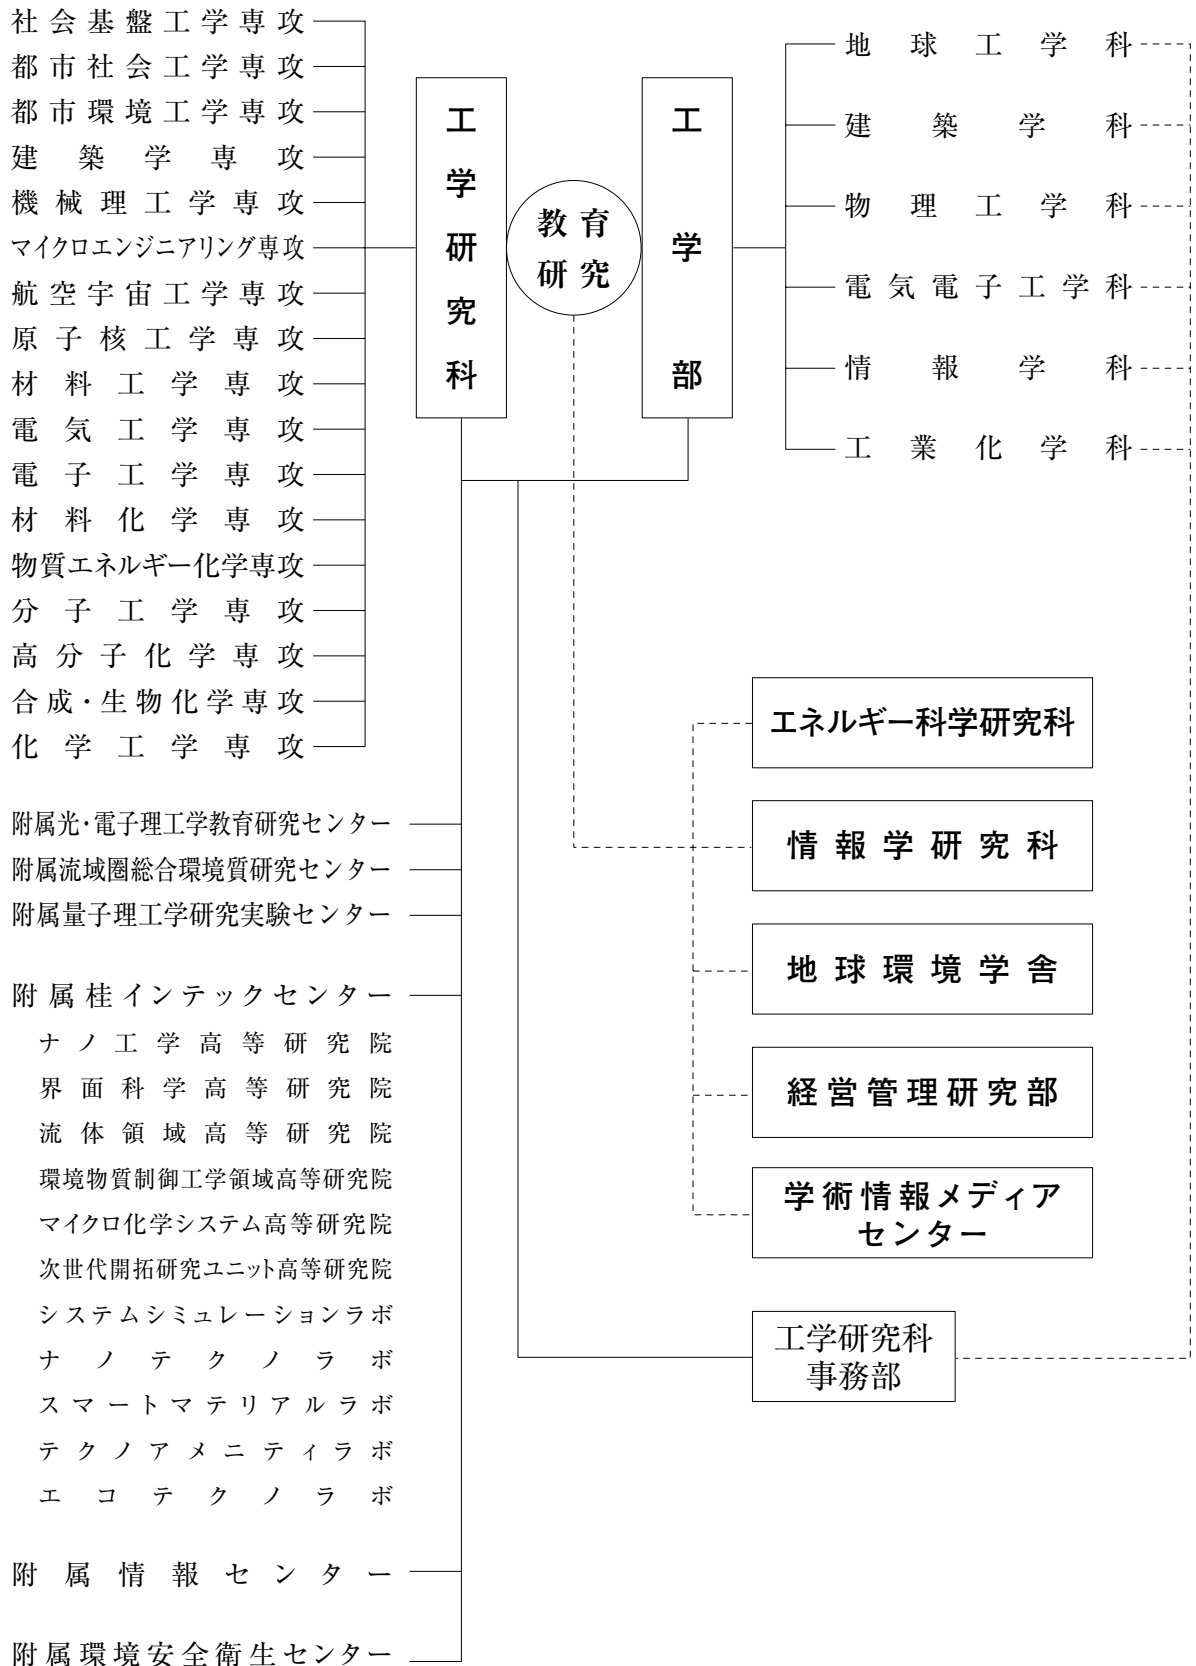 社会基盤工学専攻
都市社会工学専攻
都市環境工学専攻
建築学専攻
機械理工学専攻
マイクロエンジニアリング専攻
航空宇宙工学専攻
原子核工学専攻
材料工学専攻
電気工学専攻
電子工学専攻
材料化学専攻
物質エネルギー化学専攻
分子工学専攻
高分子化学専攻
合成・生物化学専攻
化学工学専攻
附属光・電子理工学教育研究センター
附属流域圏総合環境質研究センター
附属量子理工学研究実験センター
附属桂インテックセンター
ナノ工学高等研究院
界面科学高等研究院
流体領域高等研究院
環境物質制御工学領域高等研究院
マイクロ化学システム高等研究院
次世代開拓研究ユニット高等研究院
システムシミュレーションラボ
ナノテクノラボ
スマートマテリアルラボ
テクノアメニティラボ
エコテクノラボ
附属情報センター
附属環境安全衛生センター
工学研究科
教育
研究
工学部
地球工学科
建築学科
物理工学科
電気電子工学科
情報学科
工業化学科
エネルギー科学研究科
情報学研究科
地球環境学舎
経営管理研究部
学術情報メディア
センター
工学研究科
事務部